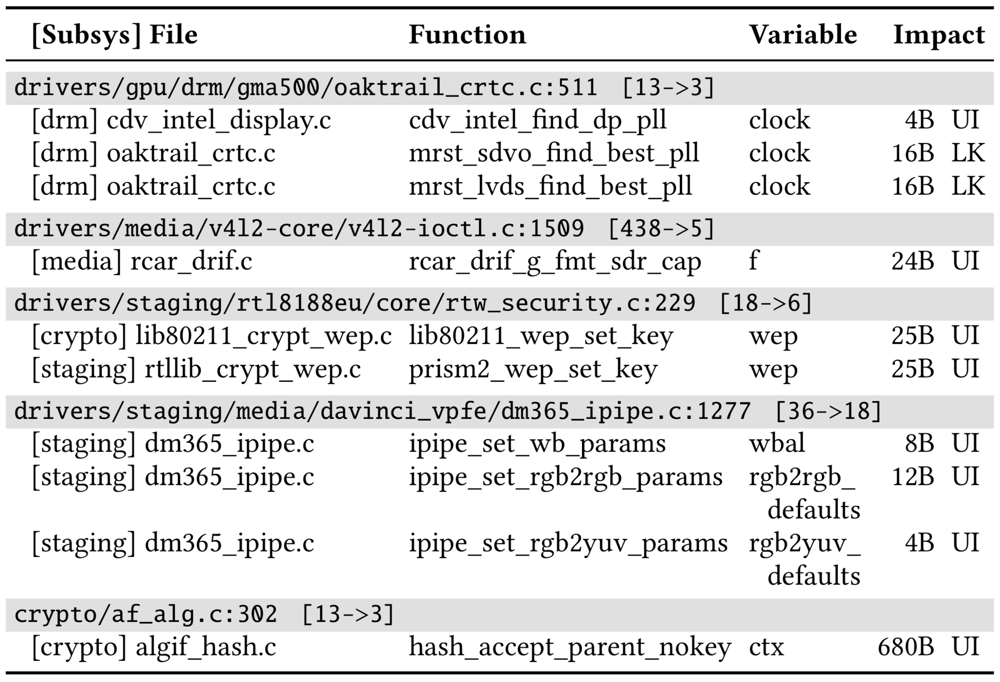 [Subsys] File Function Variable Impact
drivers/gpu/drm/gma500/oaktrail_crtc.c:511 [13->3]
[drm] cdv_intel_display.c cdv_intel_find_dp_pll clock 4B UI
[drm] oaktrail_crtc.c mrst_sdvo_find_best_pll clock 16B LK
[drm] oaktrail_crtc.c mrst_lvds_find_best_pll clock 16B LK
drivers/media/v4l2-core/v4l2-ioctl.c:1509 [438->5]
[media] rcar_drif.c rcar_drif_g_fmt_sdr_cap f 24B UI
drivers/staging/rtl8188eu/core/rtw_security.c:229 [18->6]
[crypto] lib80211_crypt_wep.c lib80211_wep_set_key wep 25B UI
[staging] rtllib_crypt_wep.c prism2_wep_set_key wep 25B UI
drivers/staging/media/davinci_vpfe/dm365_ipipe.c:1277 [36->18]
[staging] dm365_ipipe.c ipipe_set_wb_params wbal 8B UI
[staging] dm365_ipipe.c ipipe_set_rgb2rgb_params rgb2rgb_ 12B UI
defaults
[staging] dm365_ipipe.c ipipe_set_rgb2yuv_params rgb2yuv_ 4B UI
defaults
crypto/af_alg.c:302 [13->3]
[crypto] algif_hash.c hash_accept_parent_nokey ctx 680B UI